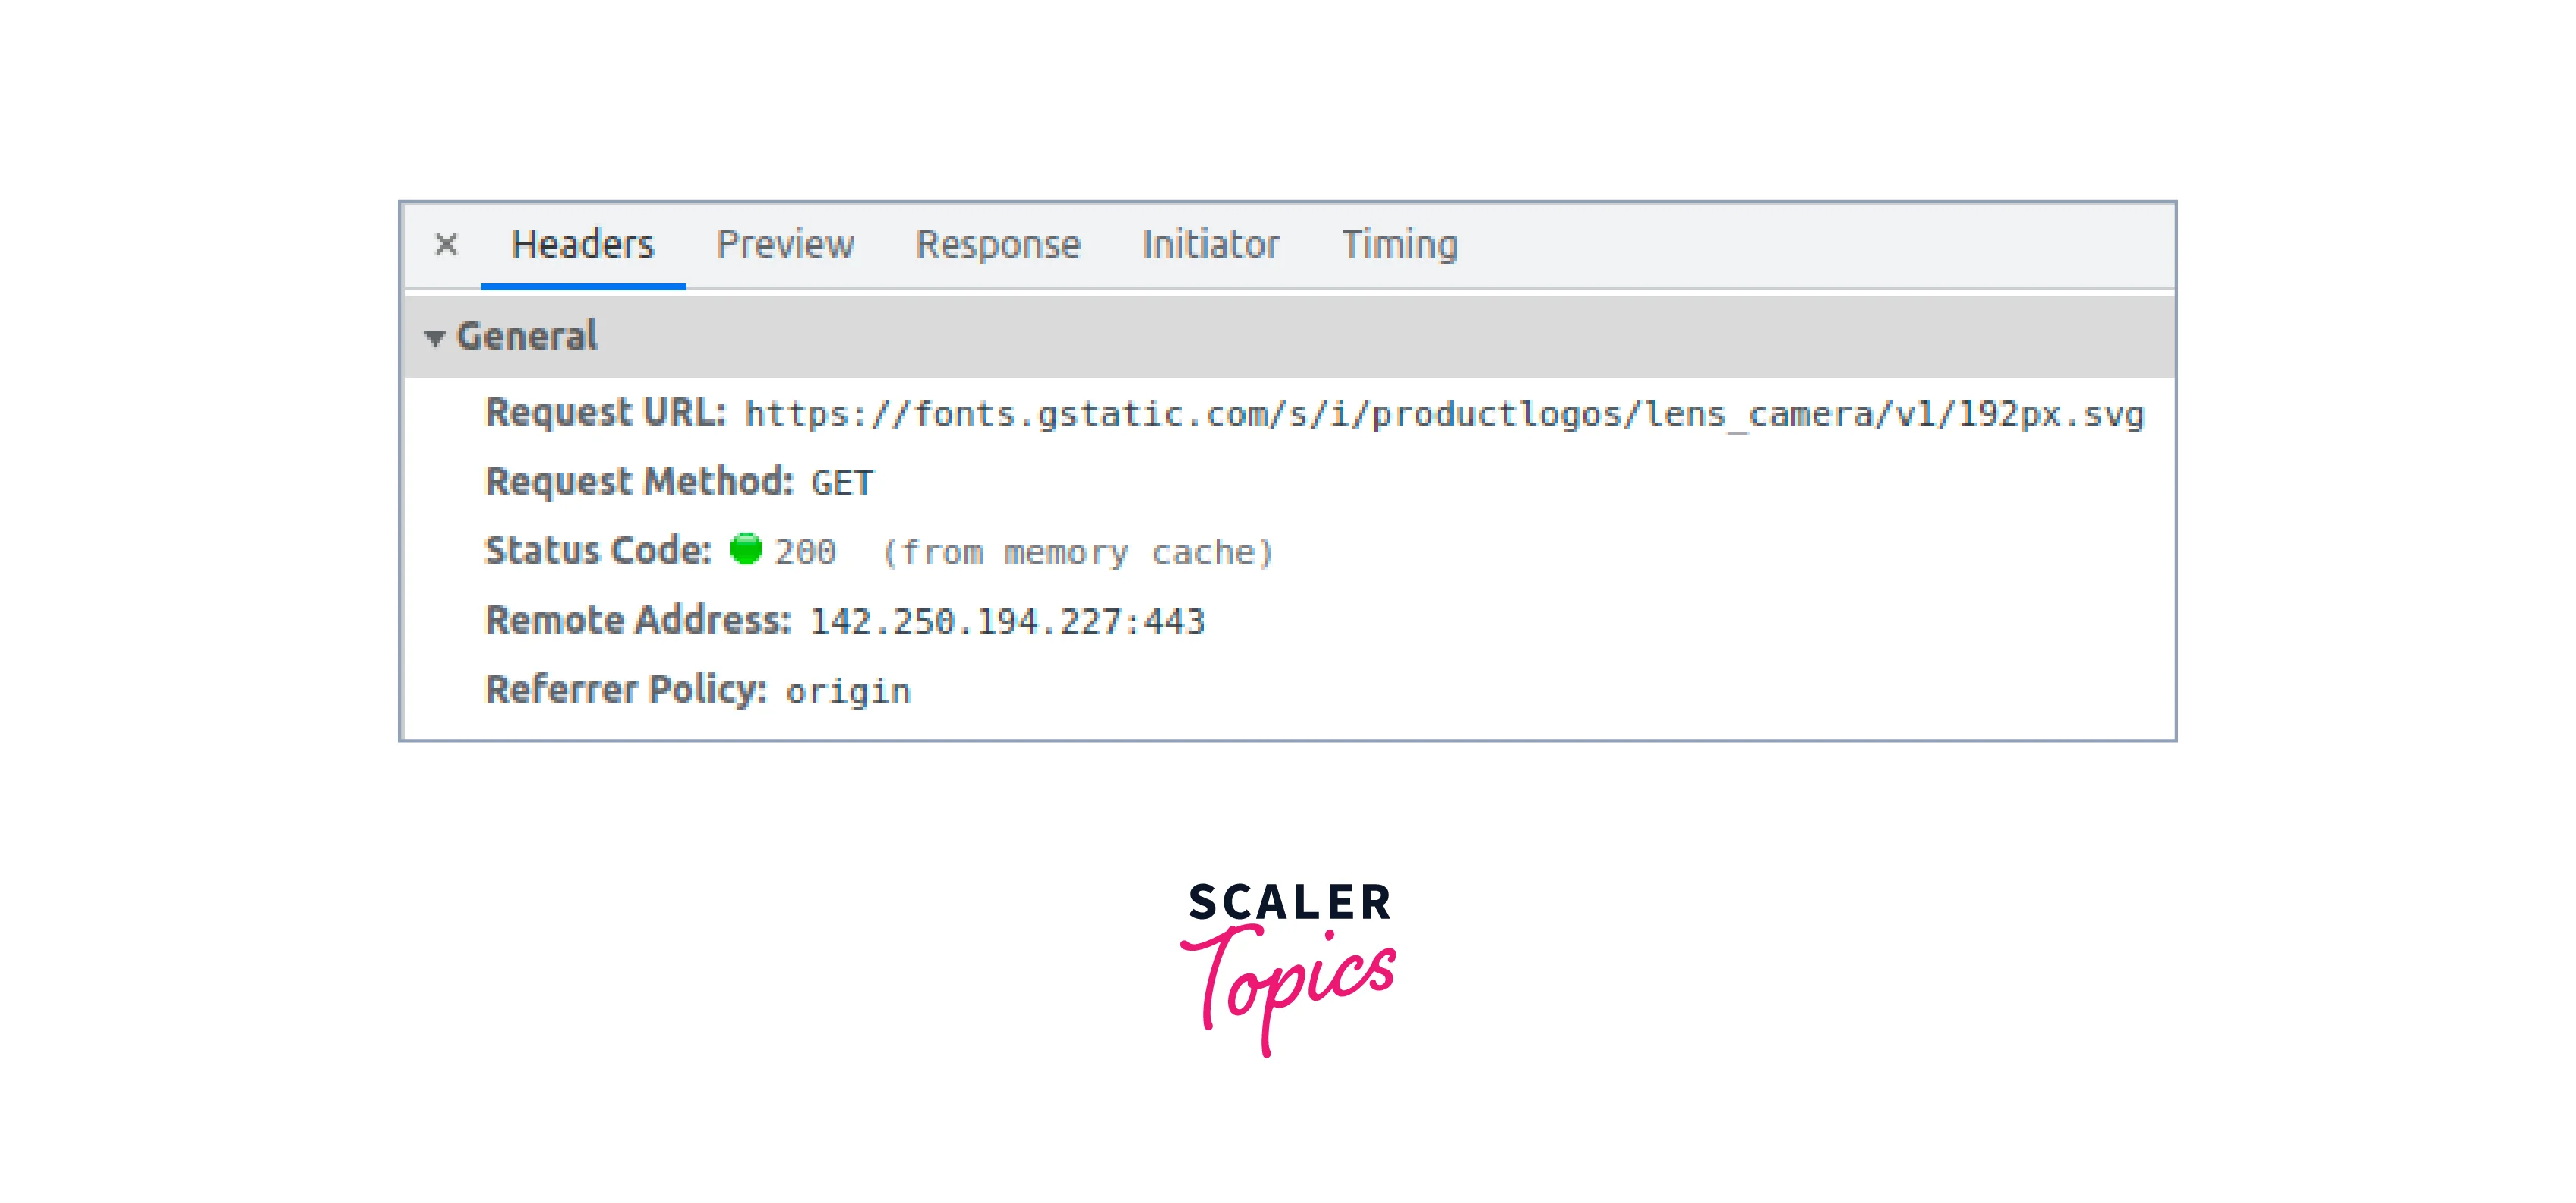 × Headers Preview Response Initiator Timing
▼ General
Request URL: https://fonts.gstatic.com/s/i/productlogos/lens_camera/v1/192px.svg
Request Method: GET
Status Code: 200 (from memory cache)
Remote Address: 142.250.194.227:443
Referrer Policy: origin
SCALER
Topics